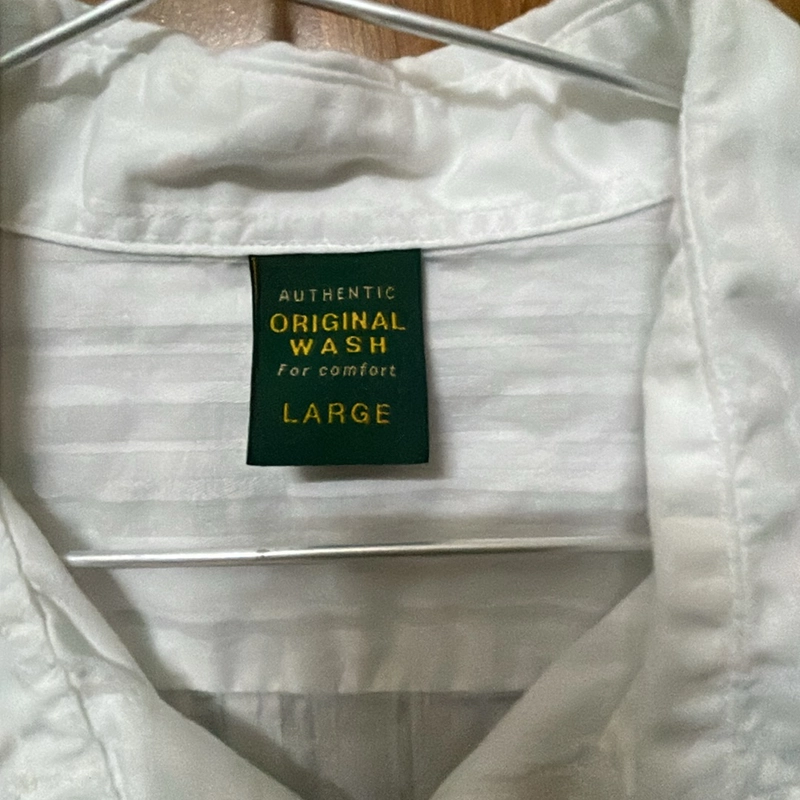 AUTHENTIC
ORIGINAL
WASH
For comfort
LARGE